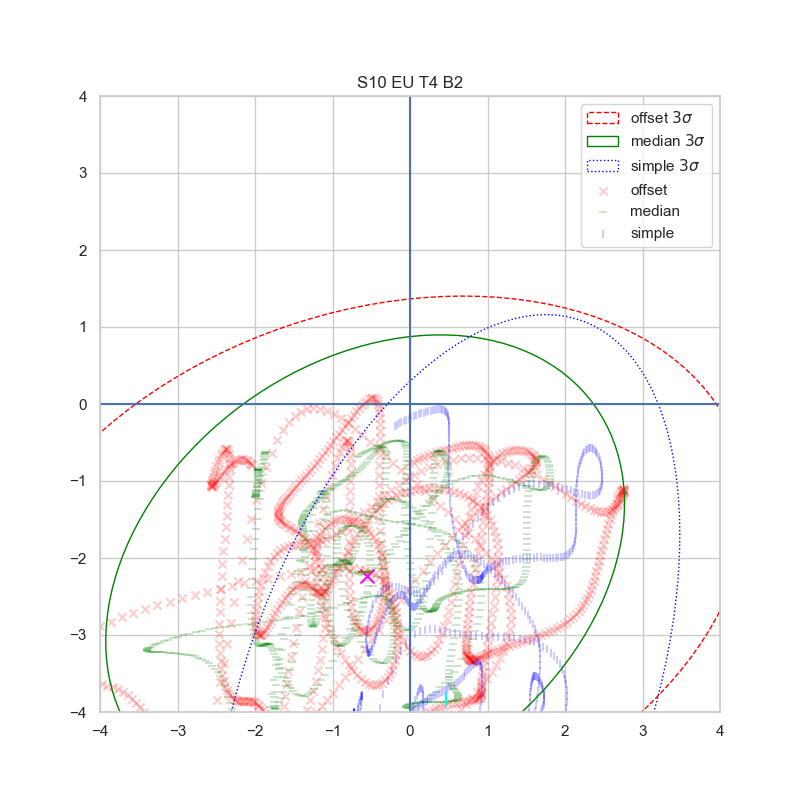 S10 EU T4 B2
offset 3σ
median 3σ
simple 3σ
offset
median
simple
4
3
2
1
0
−1
−2
−3
−4
−4 −3 −2 −1 0 1 2 3 4